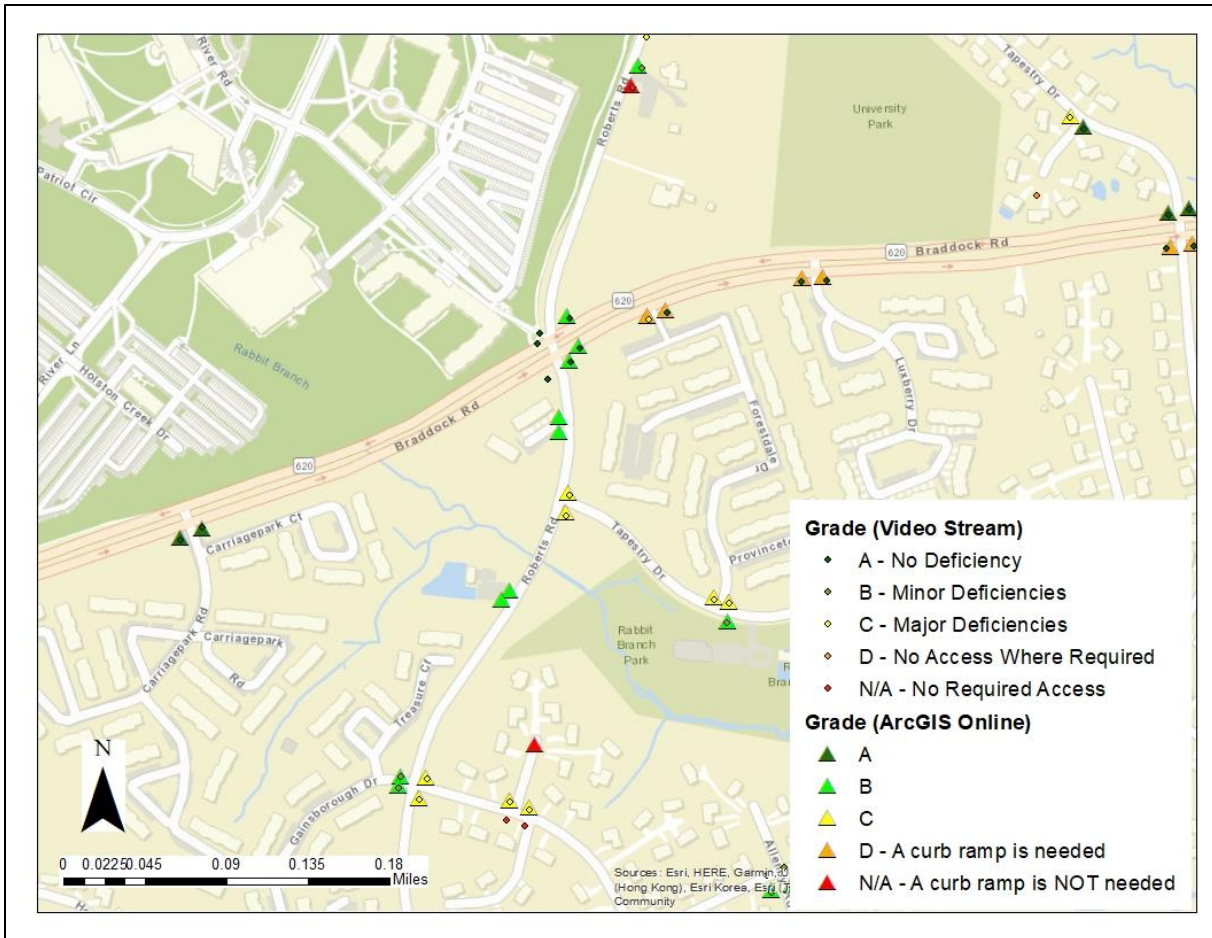 River Rd
Roberts Rd
Tapestry Dr
University
Park
Patriot Cir
620
Braddock Rd
620
River Ln
Rabbit Branch
Holston Creek Dr
Luxberry Dr
Forestdale
Dr
Braddock Rd
620
Carriagepark Ct
Roberts Rd
Tapestry Dr
Carriagepark Rd
Carriagepark
Rd
Rabbit
Branch
Park
Treasure Ct
Gainsborough Dr
N
0 0.0225 0.045 0.09 0.135 0.18
Miles
Sources: Esri, HERE, Garmin,
(Hong Kong), Esri Korea,
Community
Grade (Video Stream)
A - No Deficiency
B - Minor Deficiencies
C - Major Deficiencies
D - No Access Where Required
N/A - No Required Access
Grade (ArcGIS Online)
A
B
C
D - A curb ramp is needed
N/A - A curb ramp is NOT needed